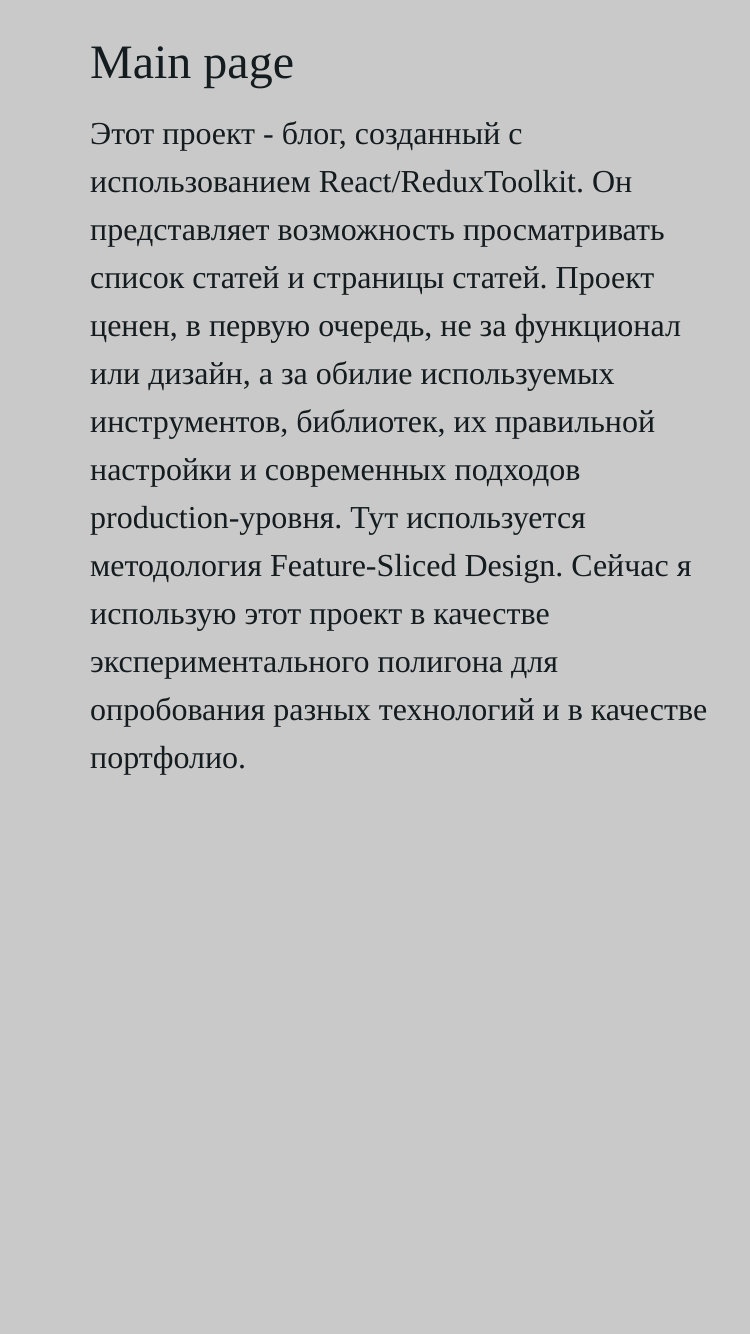 Main page
Этот проект - блог, созданный с
использованием React/ReduxToolkit. Он
представляет возможность просматривать
список статей и страницы статей. Проект
ценен, в первую очередь, не за функционал
или дизайн, а за обилие используемых
инструментов, библиотек, их правильной
настройки и современных подходов
production-уровня. Тут используется
методология Feature-Sliced Design. Сейчас я
использую этот проект в качестве
экспериментального полигона для
опробования разных технологий и в качестве
портфолио.